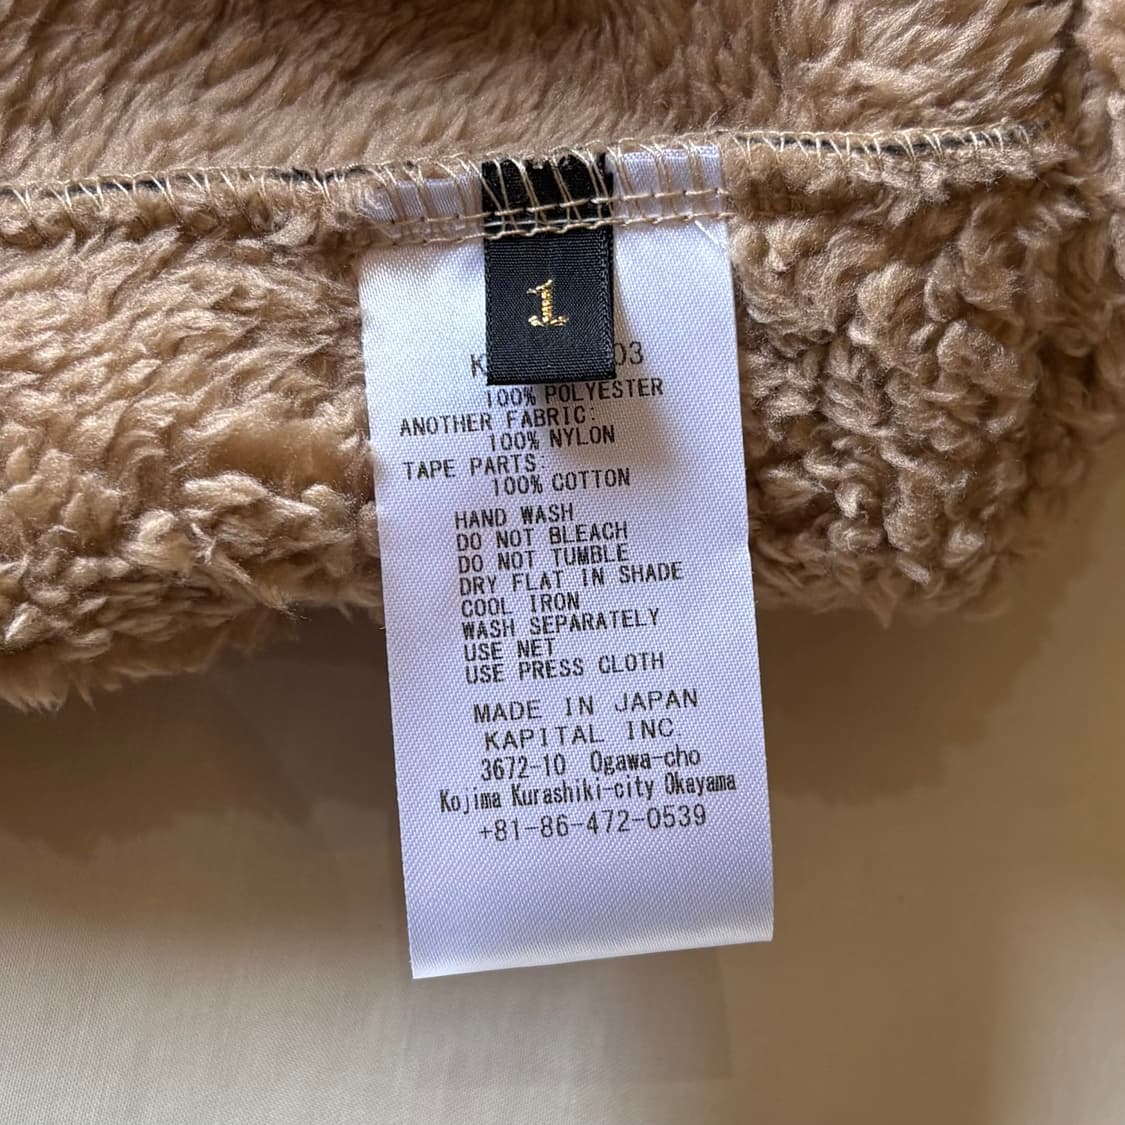 1
100% POLYESTER
ANOTHER FABRIC:
100% NYLON
TAPE PARTS:
100% COTTON
HAND WASH
DO NOT BLEACH
DO NOT TUMBLE
DRY FLAT IN SHADE
COOL IRON
WASH SEPARATELY
USE NET
USE PRESS CLOTH
MADE IN JAPAN
KAPITAL INC.
3672-10 Ogawa-cho
Kojima Kurashiki-city Okayama
+81-86-472-0539